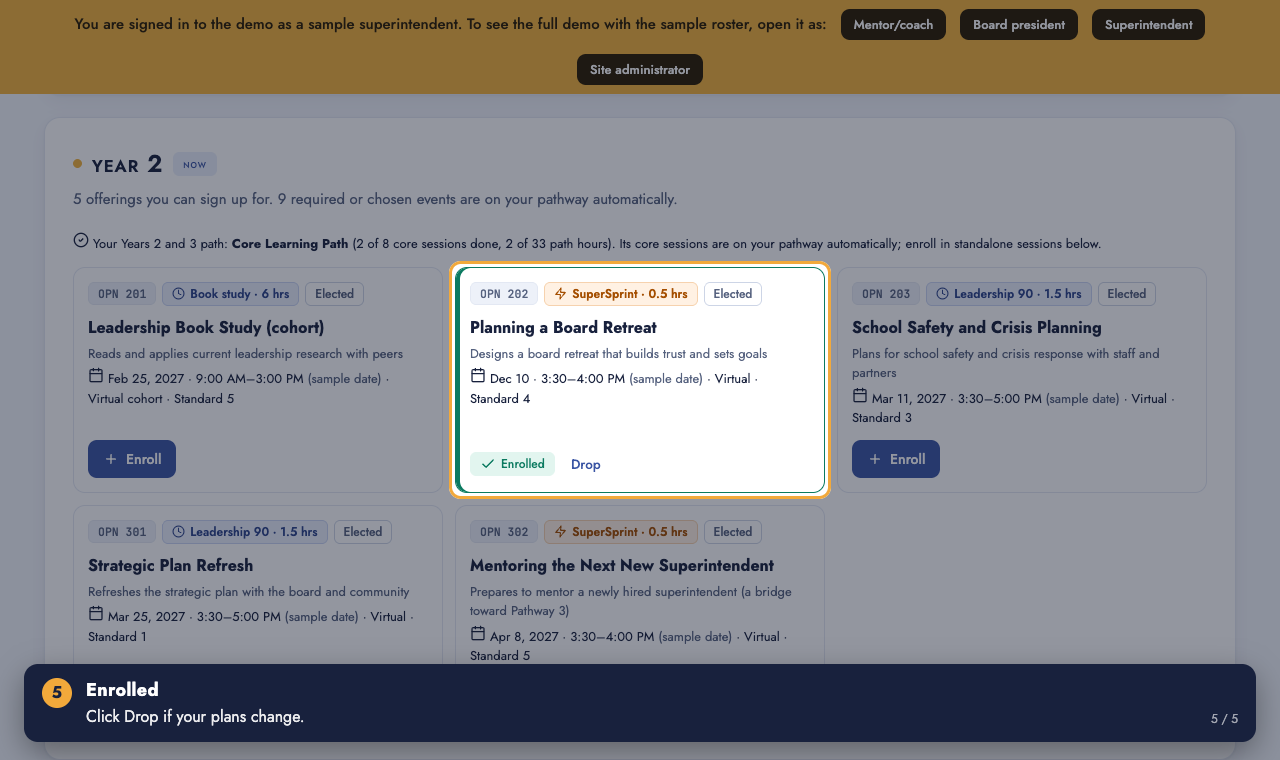 You are signed in to the demo as a sample superintendent. To see the full demo with the sample roster, open it as: Mentor/coach Board president Superintendent
Site administrator
YEAR 2 NOW
5 offerings you can sign up for. 9 required or chosen events are on your pathway automatically.
Your Years 2 and 3 path: Core Learning Path (2 of 8 core sessions done, 2 of 33 path hours). Its core sessions are on your pathway automatically; enroll in standalone sessions below.
OPN 201 Book study · 6 hrs Elected
Leadership Book Study (cohort)
Reads and applies current leadership research with peers
Feb 25, 2027 · 9:00 AM–3:00 PM (sample date) ·
Virtual cohort · Standard 5
+ Enroll
OPN 202 SuperSprint · 0.5 hrs Elected
Planning a Board Retreat
Designs a board retreat that builds trust and sets goals
Dec 10 · 3:30–4:00 PM (sample date) · Virtual ·
Standard 4
Enrolled Drop
OPN 203 Leadership 90 · 1.5 hrs Elected
School Safety and Crisis Planning
Plans for school safety and crisis response with staff and
partners
Mar 11, 2027 · 3:30–5:00 PM (sample date) · Virtual ·
Standard 3
+ Enroll
OPN 301 Leadership 90 · 1.5 hrs Elected
Strategic Plan Refresh
Refreshes the strategic plan with the board and community
Mar 25, 2027 · 3:30–5:00 PM (sample date) · Virtual ·
Standard 1
OPN 302 SuperSprint · 0.5 hrs Elected
Mentoring the Next New Superintendent
Prepares to mentor a newly hired superintendent (a bridge
toward Pathway 3)
Apr 8, 2027 · 3:30–4:00 PM (sample date) · Virtual ·
Standard 5
5 Enrolled
Click Drop if your plans change.
5 / 5